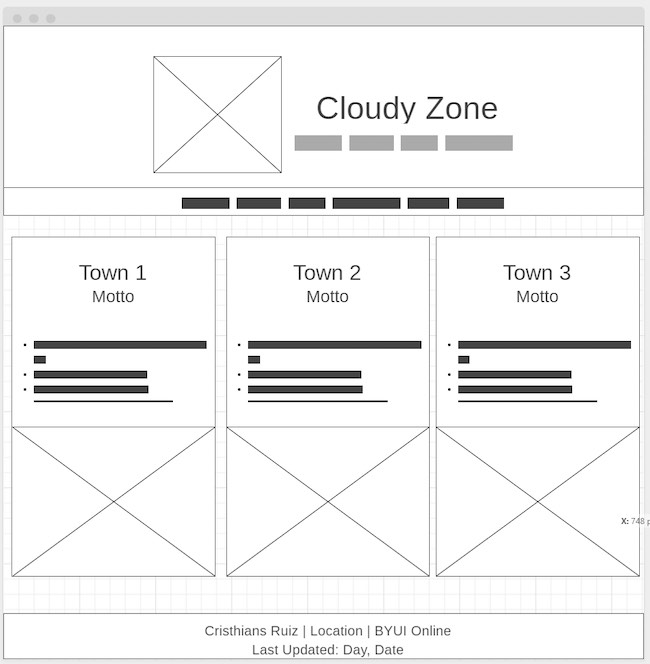 Cloudy Zone
Town 1
Motto
Town 2
Motto
Town 3
Motto
X: 748 p
Cristhians Ruiz | Location | BYUI Online
Last Updated: Day, Date